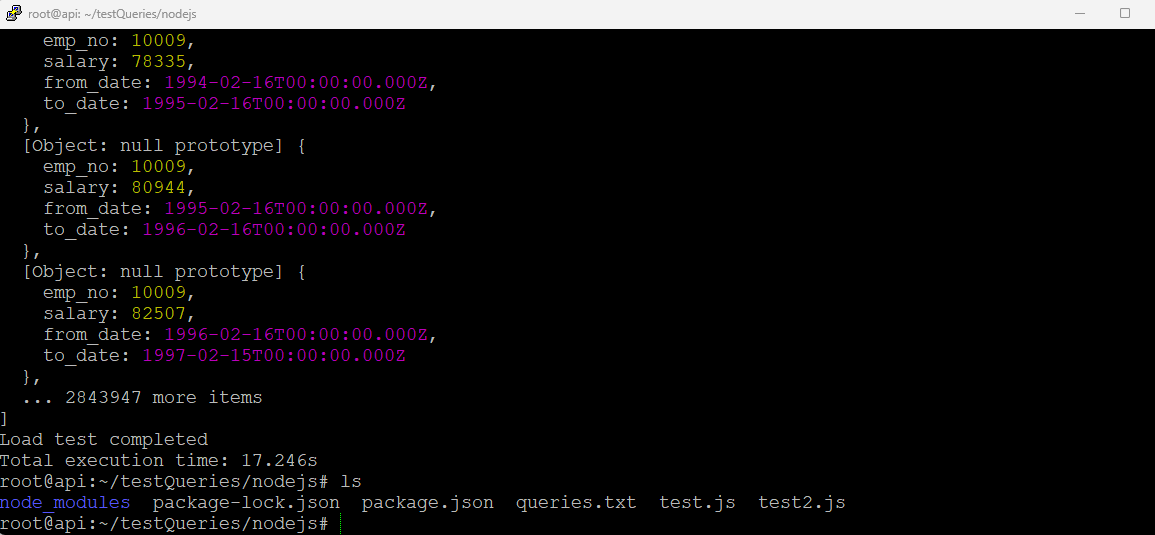 root@api: ~/testQueries/nodejs
emp_no: 10009,
salary: 78335,
from_date: 1994-02-16T00:00:00.000Z,
to_date: 1995-02-16T00:00:00.000Z
},
[Object: null prototype] {
emp_no: 10009,
salary: 80944,
from_date: 1995-02-16T00:00:00.000Z,
to_date: 1996-02-16T00:00:00.000Z
},
[Object: null prototype] {
emp_no: 10009,
salary: 82507,
from_date: 1996-02-16T00:00:00.000Z,
to_date: 1997-02-15T00:00:00.000Z
},
... 2843947 more items
]
Load test completed
Total execution time: 17.246s
root@api:~/testQueries/nodejs# ls
node_modules  package-lock.json  package.json  queries.txt  test.js  test2.js
root@api:~/testQueries/nodejs#